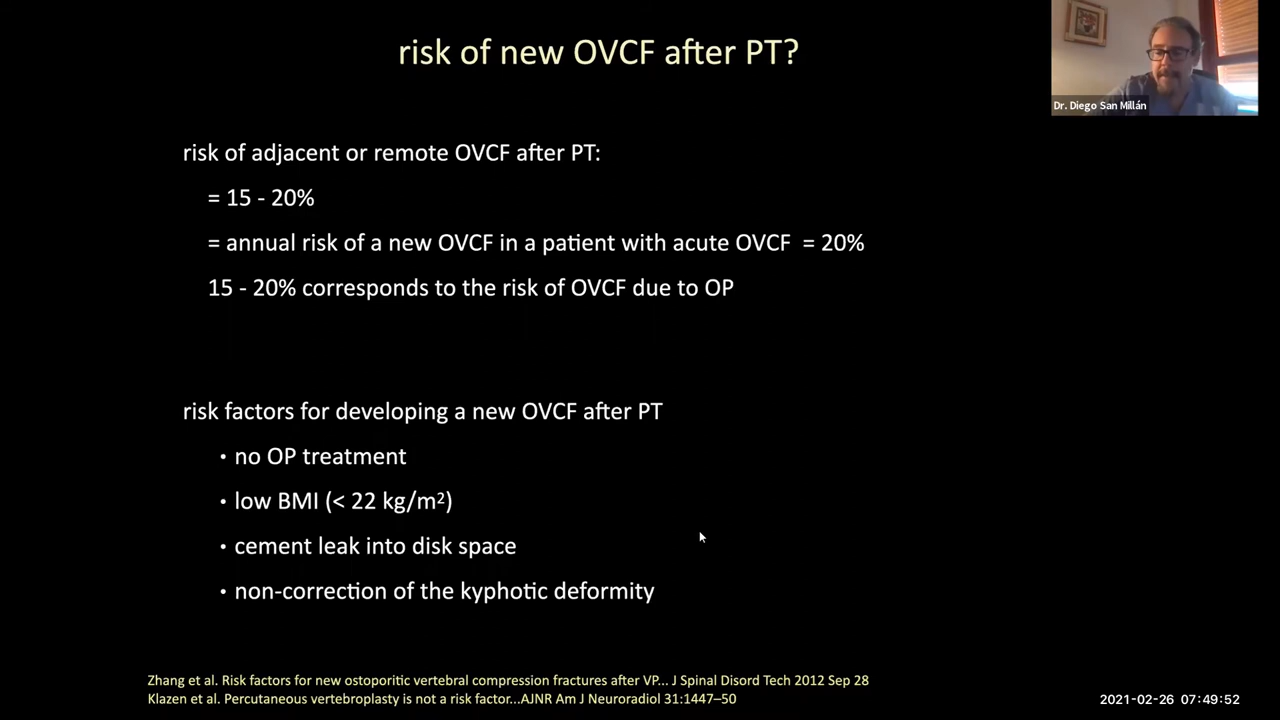 risk of new OVCF after PT?
Dr. Diego San Millán
risk of adjacent or remote OVCF after PT:
= 15 - 20%
= annual risk of a new OVCF in a patient with acute OVCF = 20%
15 - 20% corresponds to the risk of OVCF due to OP
risk factors for developing a new OVCF after PT
• no OP treatment
• low BMI (< 22 kg/m²)
• cement leak into disk space
• non-correction of the kyphotic deformity
Zhang et al. Risk factors for new ostoporitic vertebral compression fractures after VP... J Spinal Disord Tech 2012 Sep 28
Klazen et al. Percutaneous vertebroplasty is not a risk factor...AJNR Am J Neuroradiol 31:1447–50
2021-02-26 07:49:52